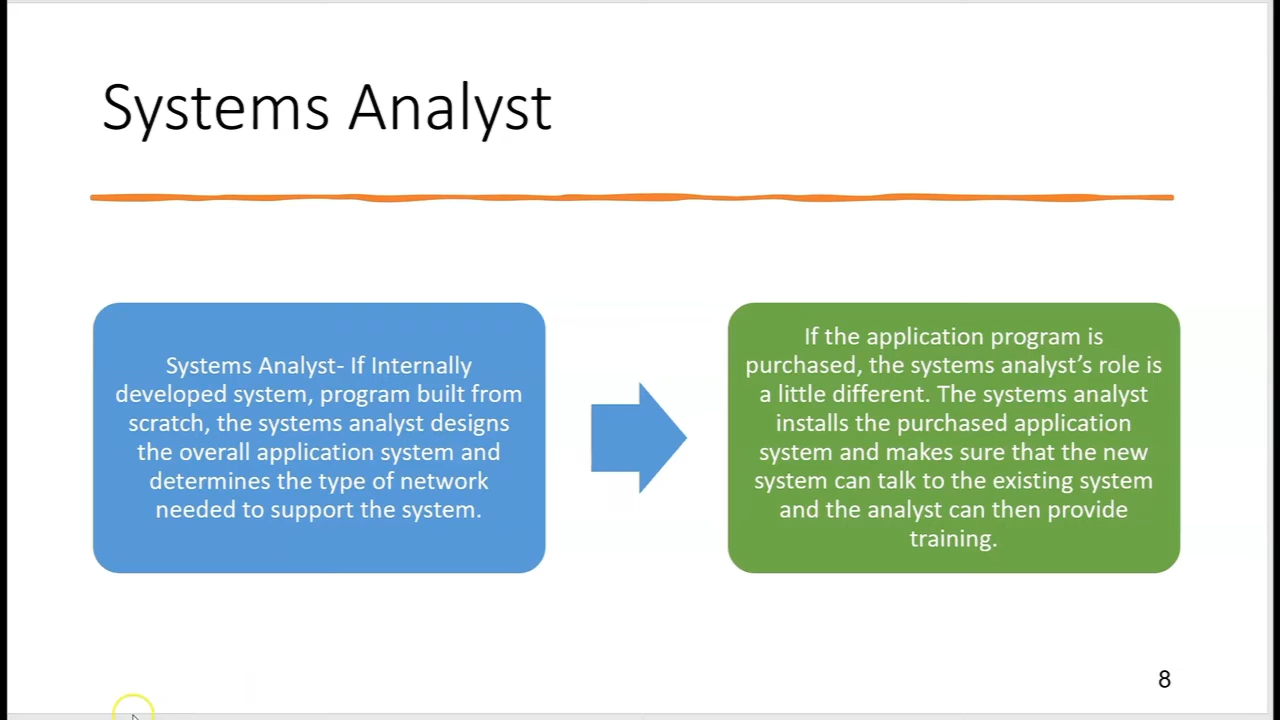 Systems Analyst
Systems Analyst- If Internally
developed system, program built from
scratch, the systems analyst designs
the overall application system and
determines the type of network
needed to support the system.
If the application program is
purchased, the systems analyst’s role is
a little different. The systems analyst
installs the purchased application
system and makes sure that the new
system can talk to the existing system
and the analyst can then provide
training.
8